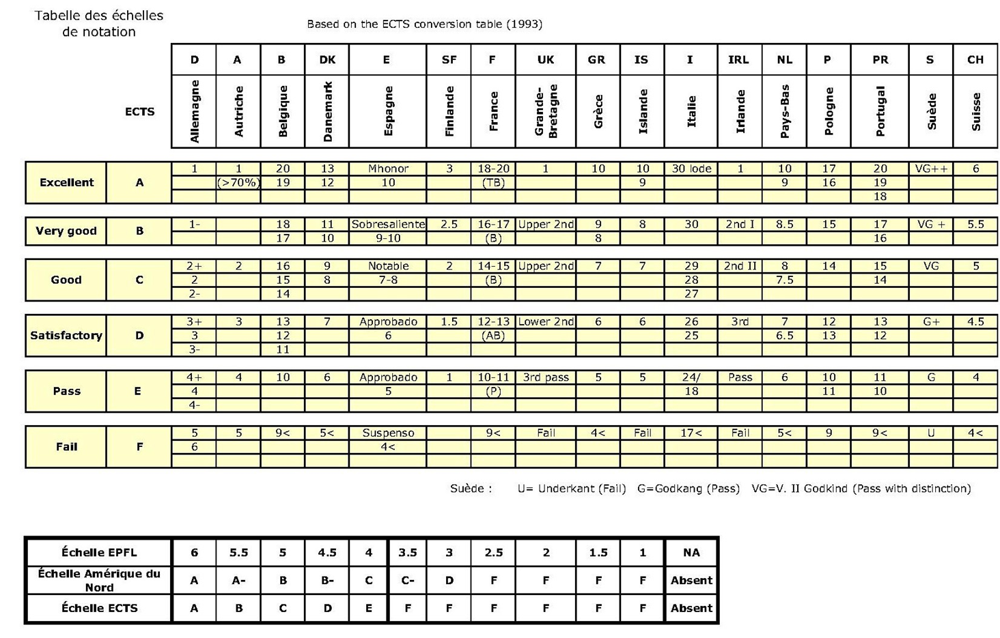 Tabelle des échelles
de notation
Based on the ECTS conversion table (1993)
D A B DK E SF F UK GR IS I IRL NL P PR S CH
ECTS Allemagne Autriche Belgique Danemark Espagne Finlande France Grande-Bretagne Grèce Islande Italie Irlande Pays-Bas Pologne Portugal Suède Suisse
1 1 20 13 Mhonor 3 18-20 1 10 10 30 lode 1 10 17 20 VG++ 6
Excellent A (>70%) 19 12 10 (TB) 9 9 16 19
18
1- 18 11 Sobresaliente 2.5 16-17 Upper 2nd 9 8 30 2nd I 8.5 15 17 VG + 5.5
Very good B 17 10 9-10 (B) 8 16
2+ 2 16 9 Notable 2 14-15 Upper 2nd 7 7 29 2nd II 8 14 15 VG 5
Good C 2 15 8 7-8 (B) 28 7.5 14
2- 14 27
3+ 3 13 7 Approbado 1.5 12-13 Lower 2nd 6 6 26 3rd 7 12 13 G+ 4.5
Satisfactory D 3 12 6 (AB) 25 6.5 13 12
3- 11
4+ 4 10 6 Approbado 1 10-11 3rd pass 5 5 24/ Pass 6 10 11 G 4
Pass E 4 5 (P) 18 11 10
4-
5 5 9< 5< Suspenso 9< Fail 4< Fail 17< Fail 5< 9 9< U 4<
Fail F 6 4<
Suède : U= Underkant (Fail) G=Godkang (Pass) VG=V. II Godkind (Pass with distinction)
Échelle EPFL 6 5.5 5 4.5 4 3.5 3 2.5 2 1.5 1 NA
Échelle Amérique du
Nord A A- B B- C C- D F F F F Absent
Échelle ECTS A B C D E F F F F F F Absent